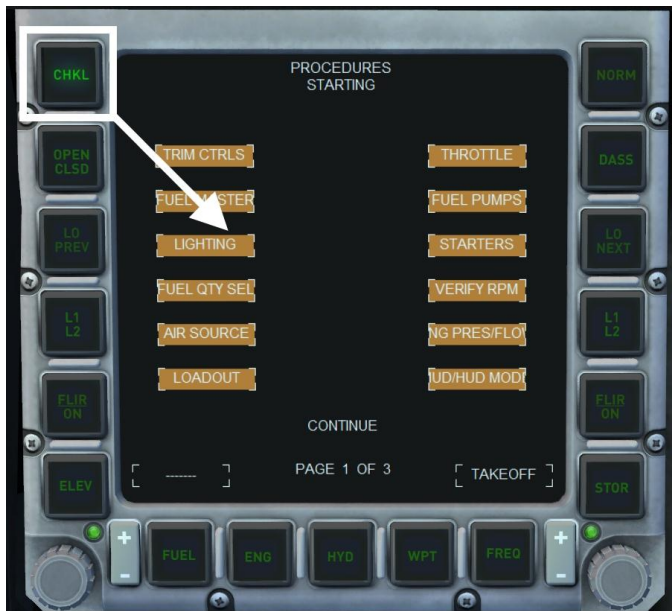 CHKL
PROCEDURES
STARTING
NORM
OPEN
CLSD
TRIM CTRLS
THROTTLE
DASS
FUEL MASTER
FUEL PUMPS
LO
PREV
LIGHTING
STARTERS
LO
NEXT
FUEL QTY SEL
VERIFY RPM
L1
L2
AIR SOURCE
NG PRES/FLO
L1
L2
LOADOUT
UD/HUD MOD
FLIR
ON
CONTINUE
FLIR
ON
ELEV
-------
PAGE 1 OF 3
TAKEOFF
STOR
+
-
FUEL
ENG
HYD
WPT
FREQ
+
-